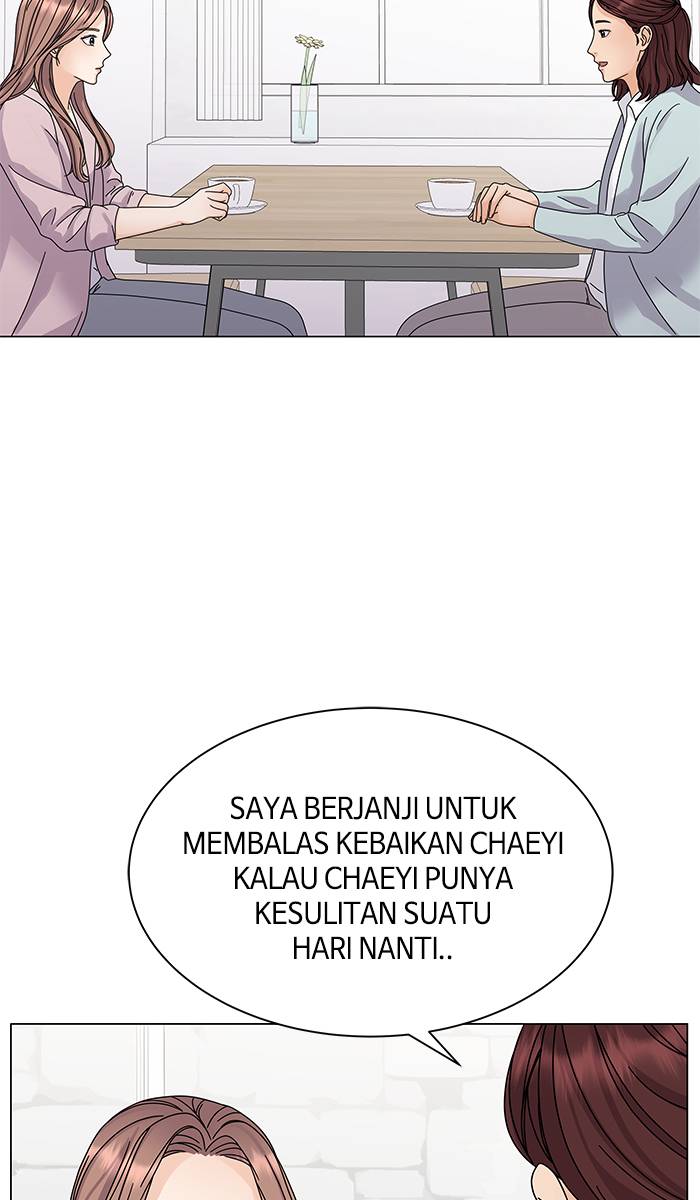 SAYA BERJANJI UNTUK
MEMBALAS KEBAIKAN CHAEYI
KALAU CHAEYI PUNYA
KESULITAN SUATU
HARI NANTI..